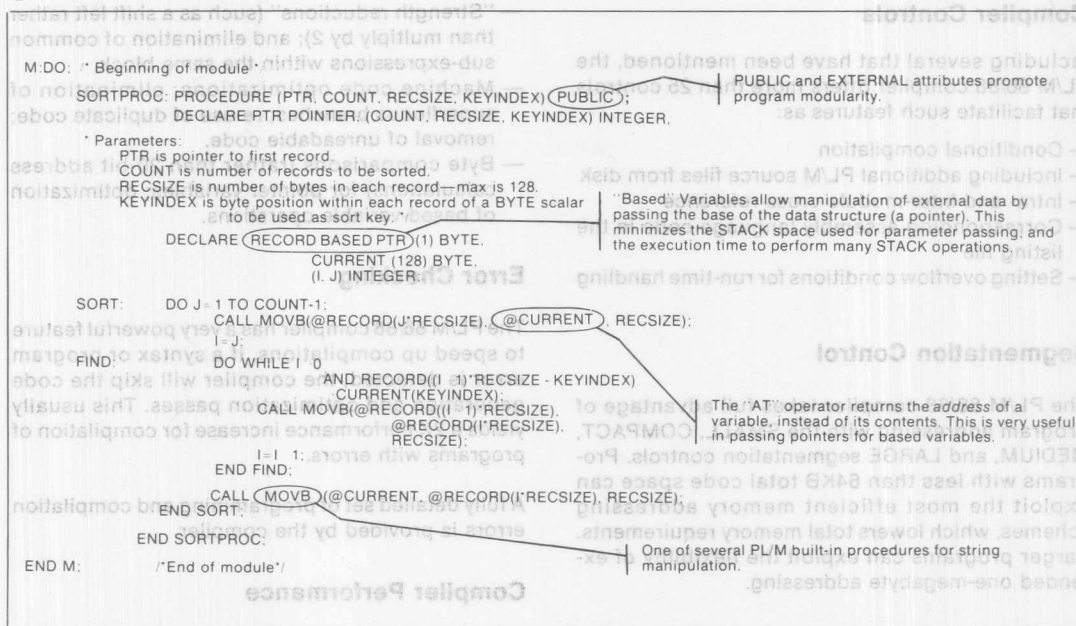 M:DO; /* Beginning of module*/
SORTPROC: PROCEDURE (PTR, COUNT, RECSIZE, KEYINDEX) PUBLIC;
DECLARE PTR POINTER, (COUNT, RECSIZE, KEYINDEX) INTEGER,
PUBLIC and EXTERNAL attributes promote
program modularity.
* Parameters:
PTR is pointer to first record.
COUNT is number of records to be sorted.
RECSIZE is number of bytes in each record—max is 128.
KEYINDEX is byte position within each record of a BYTE scalar
to be used as sort key. */
DECLARE RECORD BASED PTR (1) BYTE,
CURRENT (128) BYTE,
(I, J) INTEGER;
"Based" Variables allow manipulation of external data by
passing the base of the data structure (a pointer). This
minimizes the STACK space used for parameter passing, and
the execution time to perform many STACK operations.
SORT: DO J = 1 TO COUNT-1;
CALL MOVB(@RECORD(J*RECSIZE), @CURRENT, RECSIZE);
I=J;
FIND: DO WHILE I 0
AND RECORD((I 1)*RECSIZE - KEYINDEX)
CURRENT(KEYINDEX);
CALL MOVB(@RECORD((I 1)*RECSIZE),
@RECORD(I*RECSIZE),
RECSIZE);
I=I 1;
END FIND;
The "AT" operator returns the address of a
variable, instead of its contents. This is very useful
in passing pointers for based variables.
CALL MOVB (@CURRENT, @RECORD(I*RECSIZE), RECSIZE);
END SORT;
END SORTPROC;
One of several PL/M built-in procedures for string
manipulation.
END M; /*End of module*/